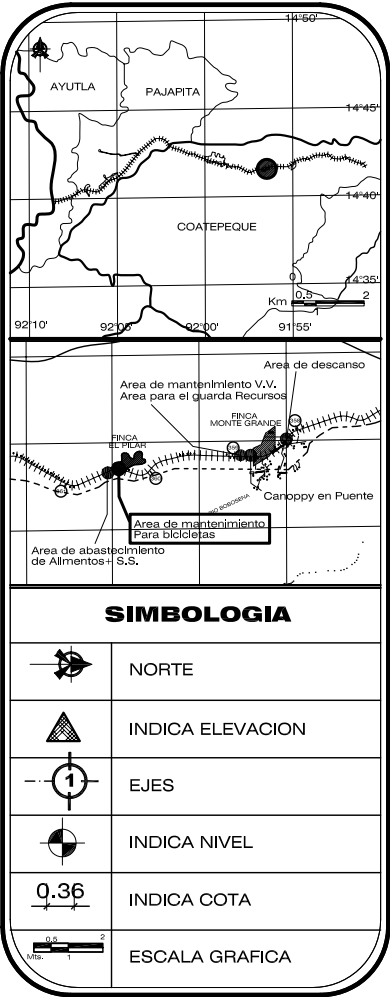 14°50'
AYUTLA
PAJAPITA
14°45'
14°40'
COATEPEQUE
14°35'
0
Km 0.5 2
1
92°10' 92°05' 92°00' 91°55'
Area de descanso
Area de mantenimiento V.V.
Area para el guarda Recursos
FINCA
MONTE GRANDE
FINCA
EL PILAR
Canoppy en Puente
RIO BOBOSENA
Area de mantenimiento
Para bicicletas
Area de abastecimiento
de Alimentos+ S.S.
SIMBOLOGIA
NORTE
INDICA ELEVACION
1 EJES
INDICA NIVEL
0.36 INDICA COTA
0.5 2
Mts. 1
ESCALA GRAFICA